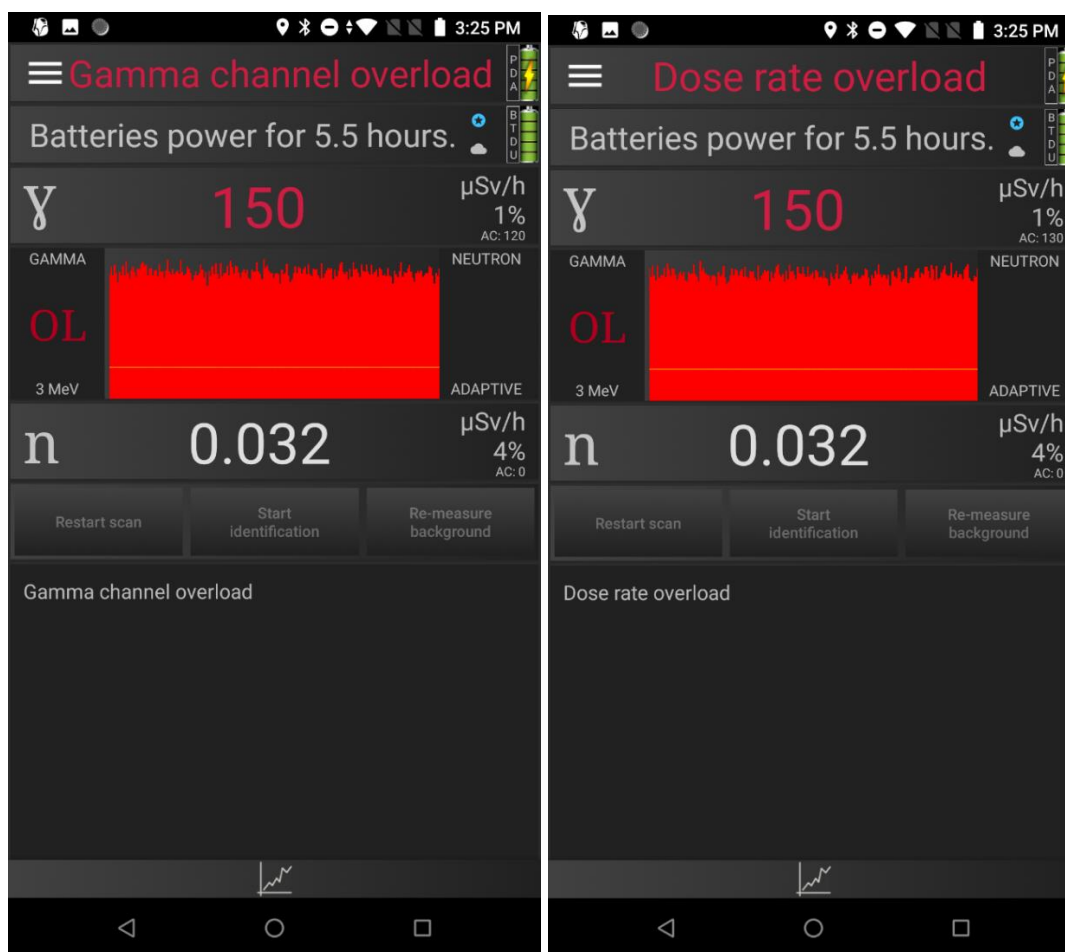 3:25 PM
Gamma channel overload
PDA
Batteries power for 5.5 hours.
BTDU
γ 150 μSv/h
1%
AC: 120
GAMMA
NEUTRON
OL
3 MeV
ADAPTIVE
n 0.032 μSv/h
4%
AC: 0
Restart scan
Start
identification
Re-measure
background
Gamma channel overload
3:25 PM
Dose rate overload
PDA
Batteries power for 5.5 hours.
BTDU
γ 150 μSv/h
1%
AC: 130
GAMMA
NEUTRON
OL
3 MeV
ADAPTIVE
n 0.032 μSv/h
4%
AC: 0
Restart scan
Start
identification
Re-measure
background
Dose rate overload